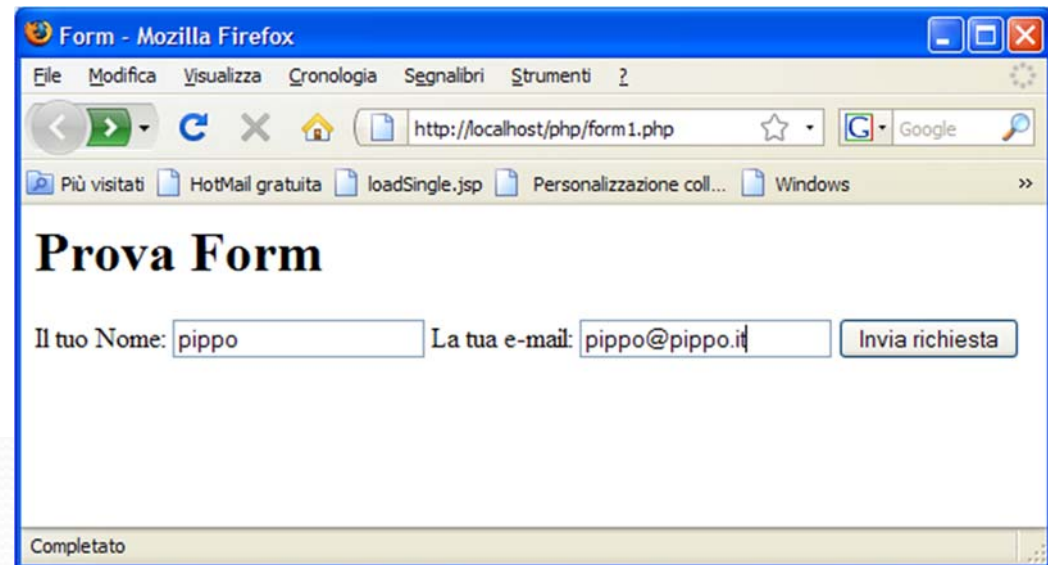 Form - Mozilla Firefox
File Modifica Visualizza Cronologia Segnalibri Strumenti ?
http://localhost/php/form1.php G Google
Più visitati HotMail gratuita loadSingle.jsp Personalizzazione coll... Windows »
Prova Form
Il tuo Nome: pippo La tua e-mail: pippo@pippo.it Invia richiesta
Completato